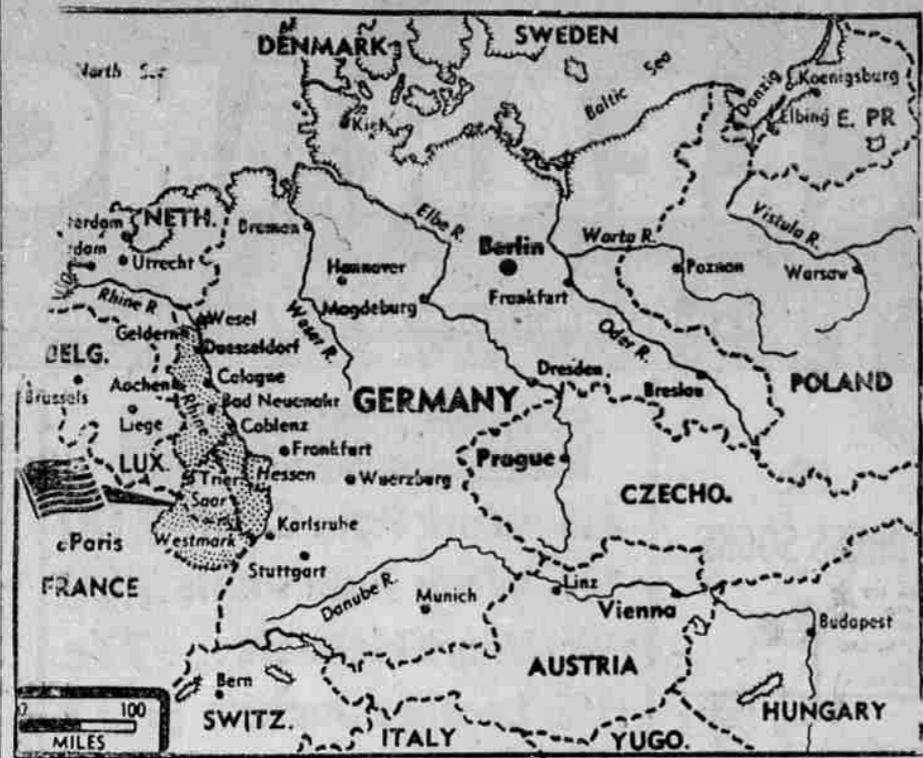 DENMARK
SWEDEN
North Sea
Baltic Sea
Danzig
Koenigsburg
Elbing
E. PR
Kiel
NETH.
Bremen
Elbe R.
Berlin
Warta R.
Vistula R.
Utrecht
Hannover
Poznan
Warsaw
Rhine R.
Wesel
Magdeburg
Frankfurt
Geldern
Weser R.
Duesseldorf
Oder R.
BELG.
Dresden
Aachen
Cologne
Breslau
POLAND
Brussels
Bad Neuenahr
GERMANY
Rhine
Liege
Coblenz
Frankfurt
LUX.
Prague
Trier
Hessen
Wuerzburg
CZECHO.
Saar
Karlsruhe
Westmark
Paris
Stuttgart
FRANCE
Danube R.
Munich
Linz
Vienna
Budapest
AUSTRIA
Bern
SWITZ.
ITALY
YUGO.
HUNGARY
0 100
MILES